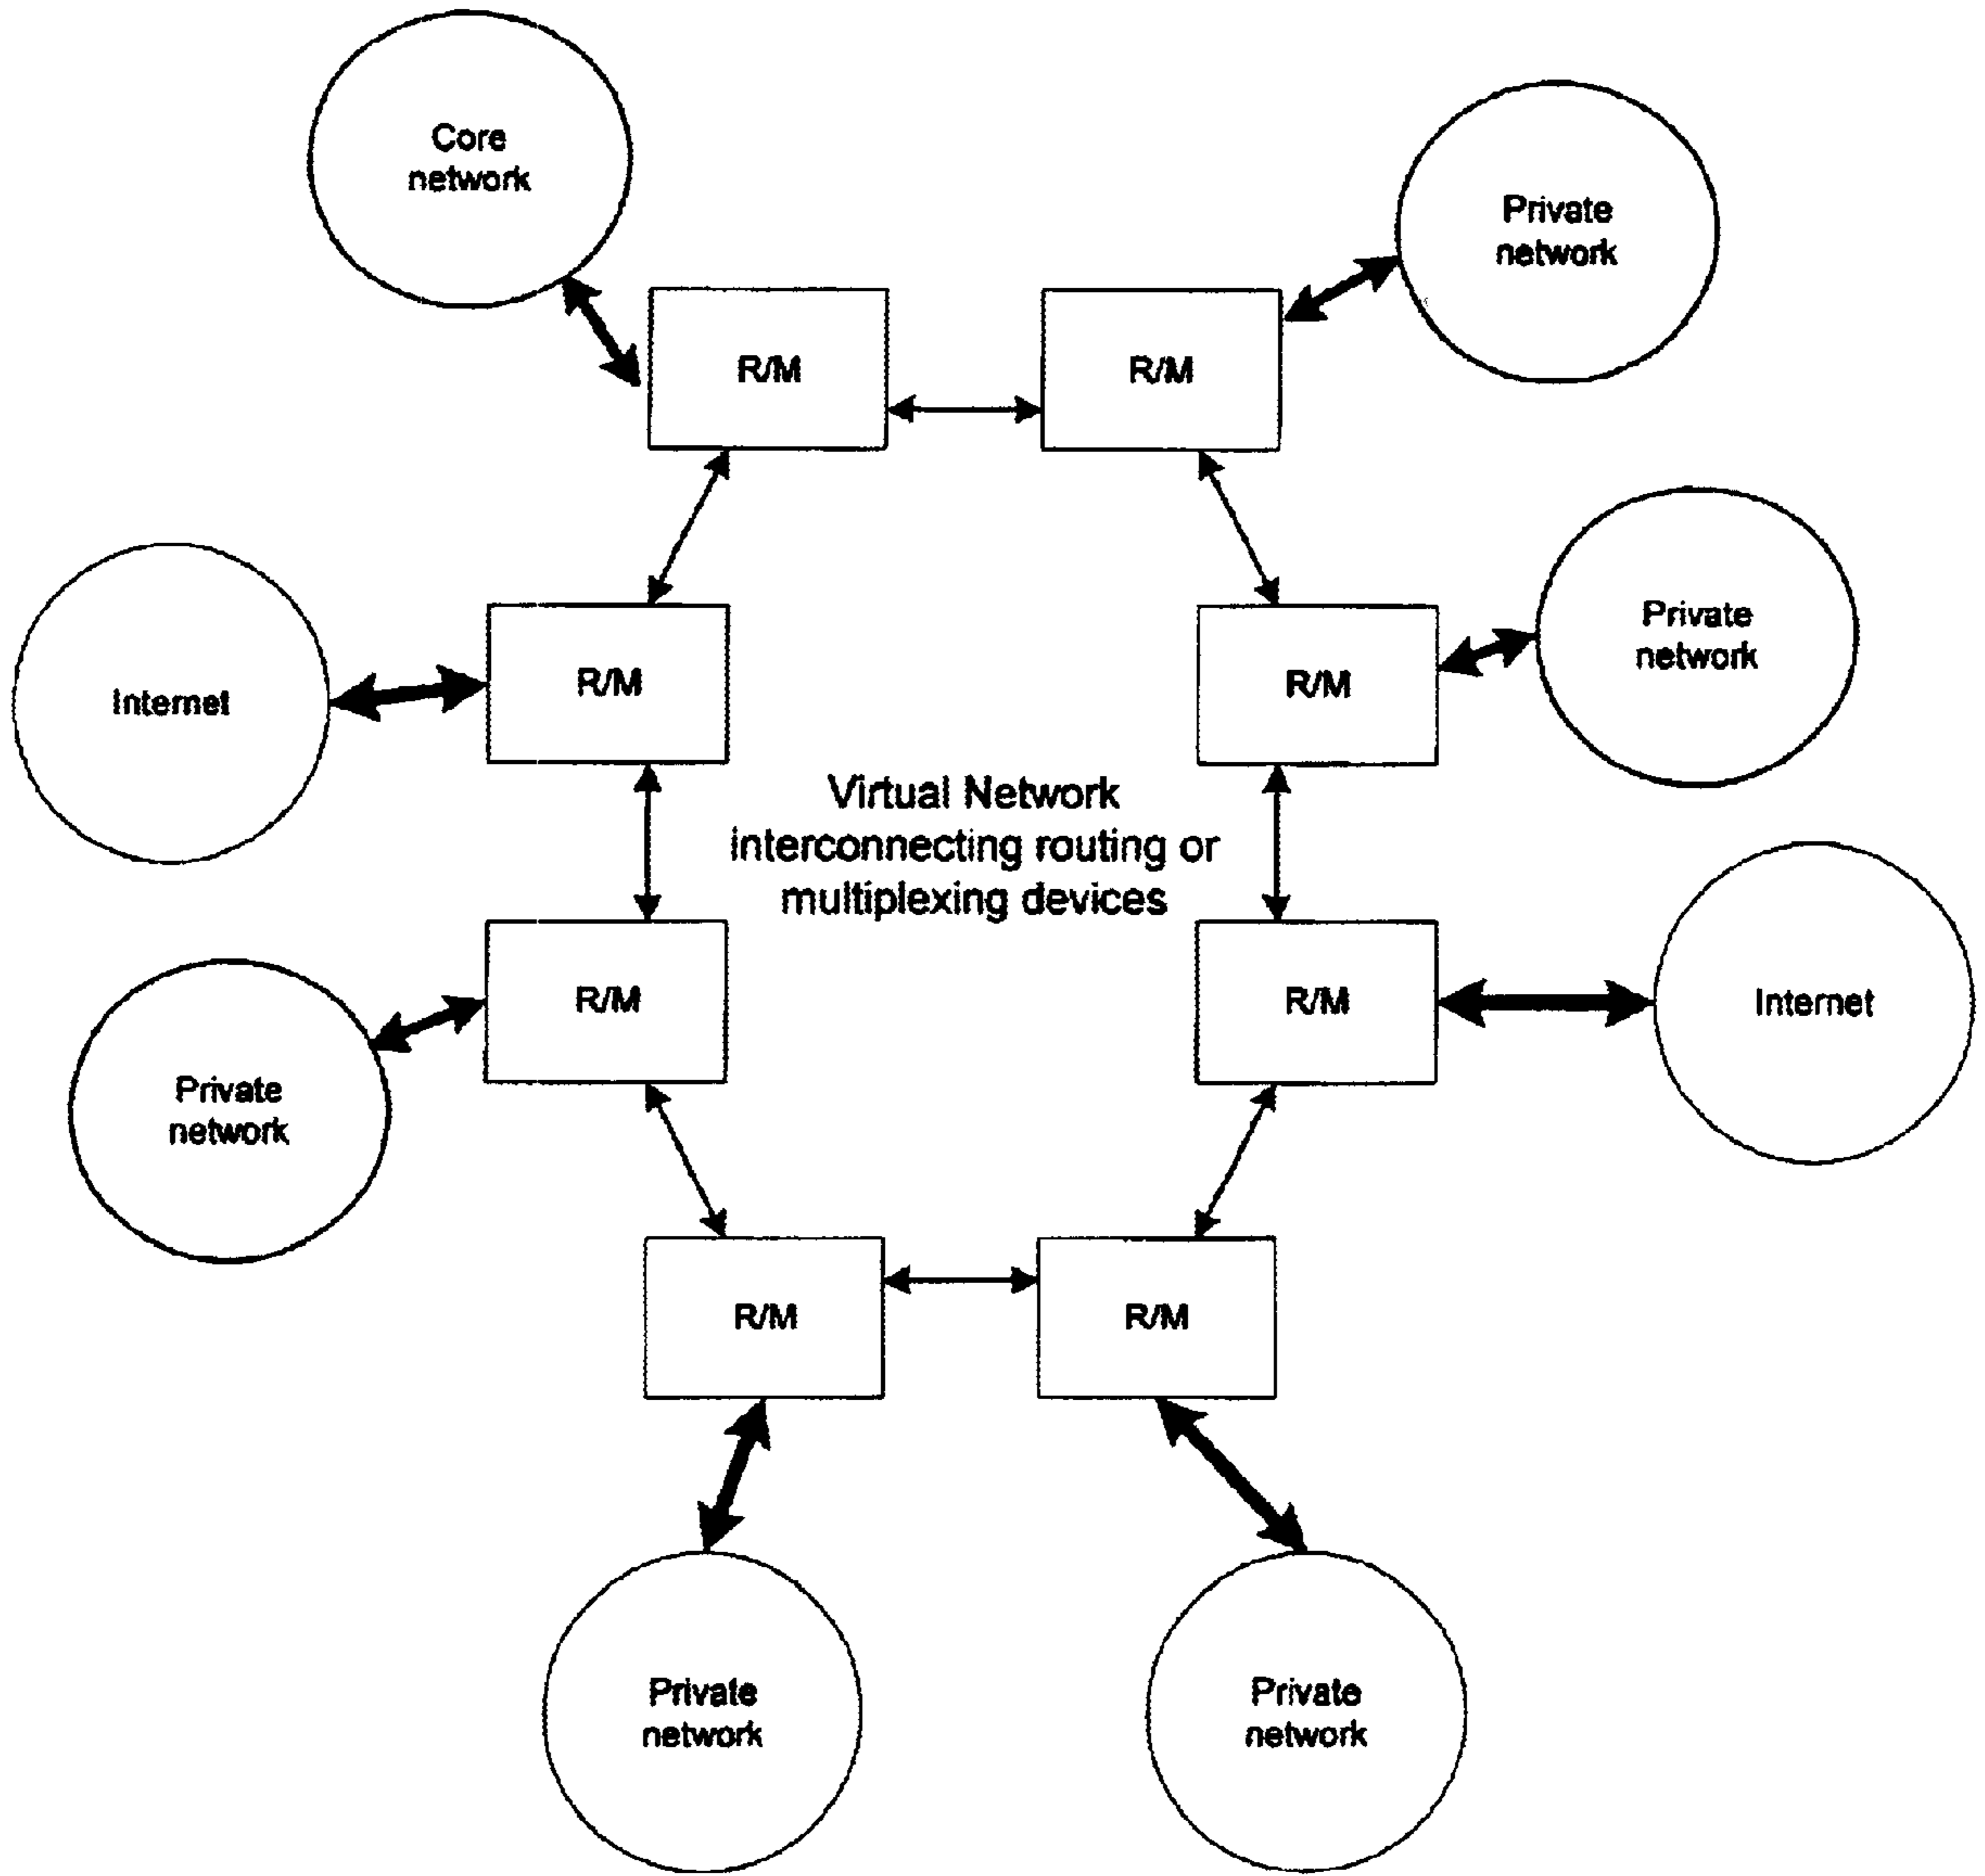 Core
network
Private
network
R/M
R/M
Private
network
Internet
R/M
R/M
Virtual Network
interconnecting routing or
multiplexing devices
Internet
R/M
R/M
Private
network
R/M
R/M
Private
network
Private
network